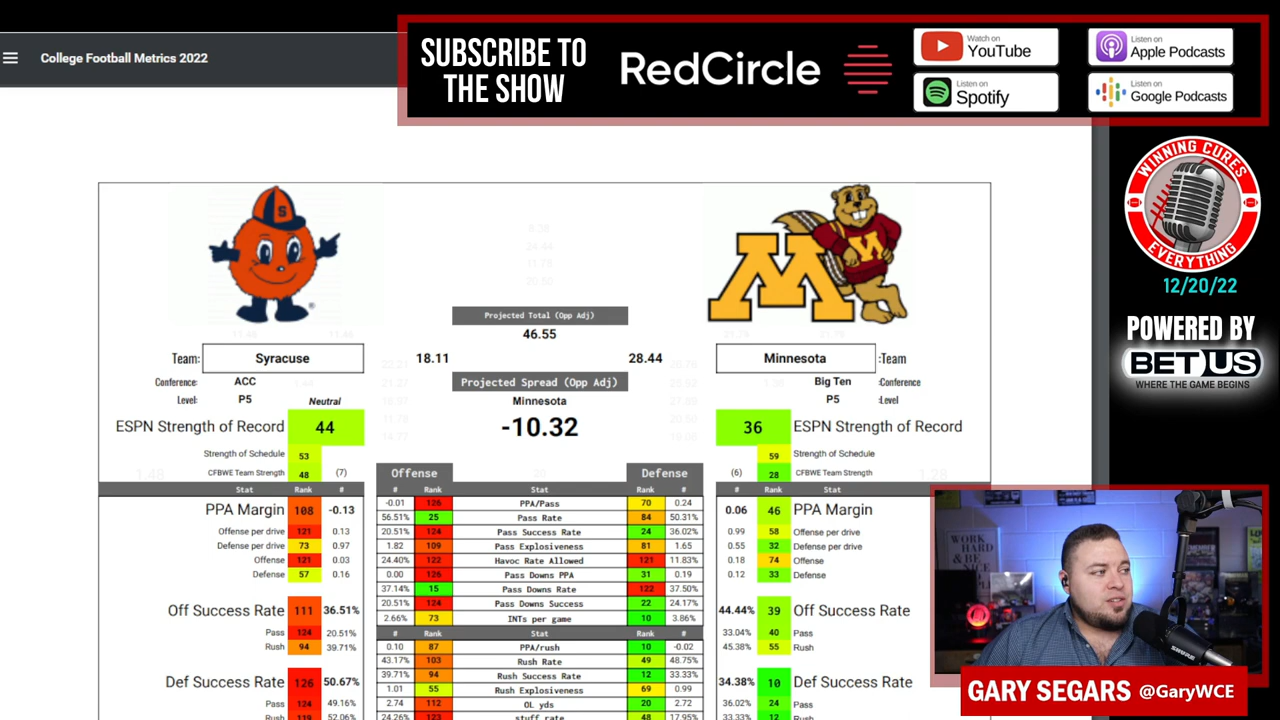 College Football Metrics 2022
SUBSCRIBE TO
THE SHOW
RedCircle
Watch on
YouTube
Listen on
Apple Podcasts
Listen on
Spotify
Listen on
Google Podcasts
WINNING CURES
EVERYTHING
12/20/22
POWERED BY
BETUS
WHERE THE GAME BEGINS
S
M
Projected Total (Opp Adj)
46.55
Team: Syracuse 18.11 28.44 Minnesota :Team
Projected Spread (Opp Adj)
Conference: ACC Minnesota Big Ten :Conference
Level: P5 Neutral P5 :Level
-10.32
ESPN Strength of Record 44 36 ESPN Strength of Record
Strength of Schedule 53 59 Strength of Schedule
CFBWE Team Strength 48 (7) Offense Defense (6) 28 CFBWE Team Strength
Stat Rank # # Rank Stat Rank # # Rank Stat
PPA Margin 108 -0.13 0.06 46 PPA Margin
Offense per drive 121 0.13 0.99 58 Offense per drive
Defense per drive 73 0.97 0.55 32 Defense per drive
Offense 121 0.03 0.18 74 Offense
Defense 57 0.16 0.12 33 Defense
-0.01 126 PPA/Pass 70 0.24
56.51% 25 Pass Rate 84 50.31%
20.51% 124 Pass Success Rate 24 36.02%
1.82 109 Pass Explosiveness 81 1.65
24.40% 122 Havoc Rate Allowed 121 11.83%
0.00 126 Pass Downs PPA 31 0.19
37.14% 15 Pass Downs Rate 122 37.50%
20.51% 124 Pass Downs Success 22 24.17%
2.66% 73 INTs per game 10 3.86%
Off Success Rate 111 36.51% 44.44% 39 Off Success Rate
Pass 124 20.51% 33.04% 40 Pass
Rush 94 39.71% 45.38% 55 Rush
# Rank Stat Rank #
0.10 87 PPA/rush 10 -0.02
43.17% 103 Rush Rate 49 48.75%
39.71% 94 Rush Success Rate 12 33.33%
1.01 55 Rush Explosiveness 69 0.99
2.74 112 OL yds 20 2.72
24.26% 123 stuff rate 48 17.95%
Def Success Rate 126 50.67% 34.38% 10 Def Success Rate
Pass 124 49.16% 36.02% 24 Pass
Rush 119 52.06% 33.33% 12 Rush
GARY SEGARS @GaryWCE